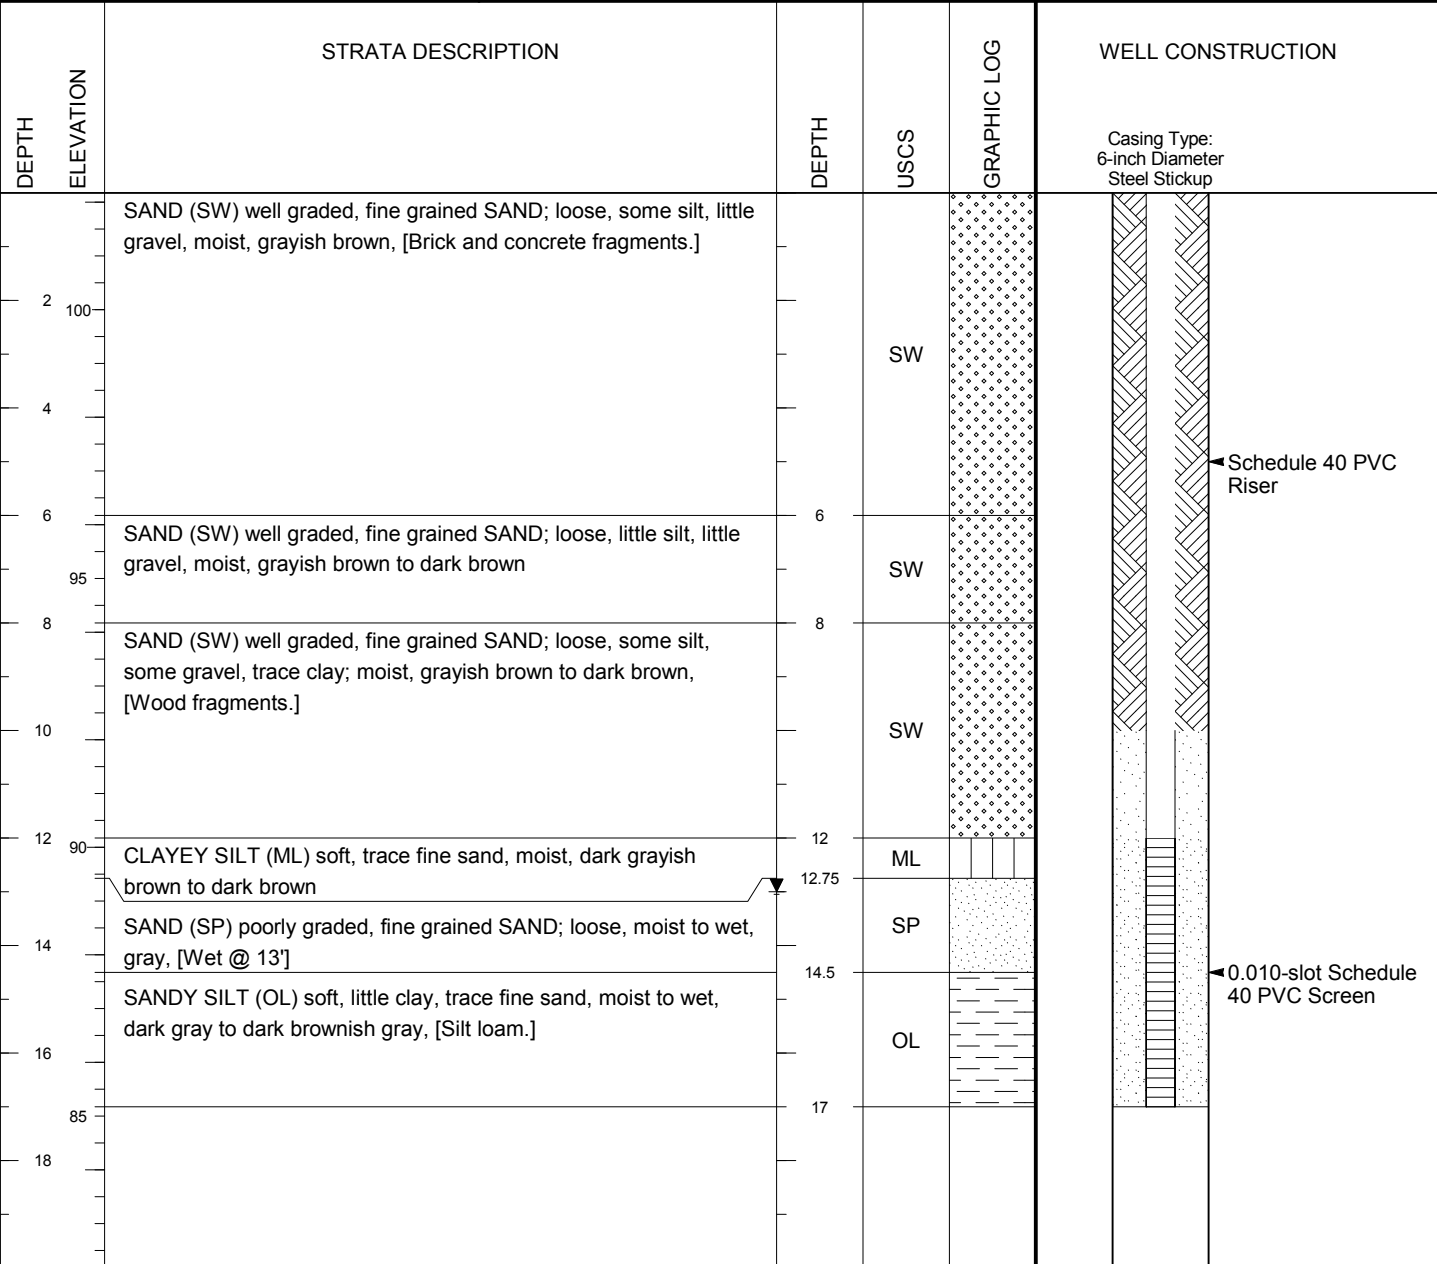 DEPTH
ELEVATION
STRATA DESCRIPTION
DEPTH
USCS
GRAPHIC LOG
WELL CONSTRUCTION
Casing Type:
6-inch Diameter
Steel Stickup
SAND (SW) well graded, fine grained SAND; loose, some silt, little
gravel, moist, grayish brown, [Brick and concrete fragments.]
2
100
SW
4
Schedule 40 PVC
Riser
6
6
SAND (SW) well graded, fine grained SAND; loose, little silt, little
gravel, moist, grayish brown to dark brown
95
SW
8
8
SAND (SW) well graded, fine grained SAND; loose, some silt,
some gravel, trace clay; moist, grayish brown to dark brown,
[Wood fragments.]
10
SW
12
12
90
CLAYEY SILT (ML) soft, trace fine sand, moist, dark grayish
brown to dark brown
ML
12.75
SAND (SP) poorly graded, fine grained SAND; loose, moist to wet,
gray, [Wet @ 13']
SP
14
14.5
0.010-slot Schedule
40 PVC Screen
SANDY SILT (OL) soft, little clay, trace fine sand, moist to wet,
dark gray to dark brownish gray, [Silt loam.]
OL
16
17
85
18